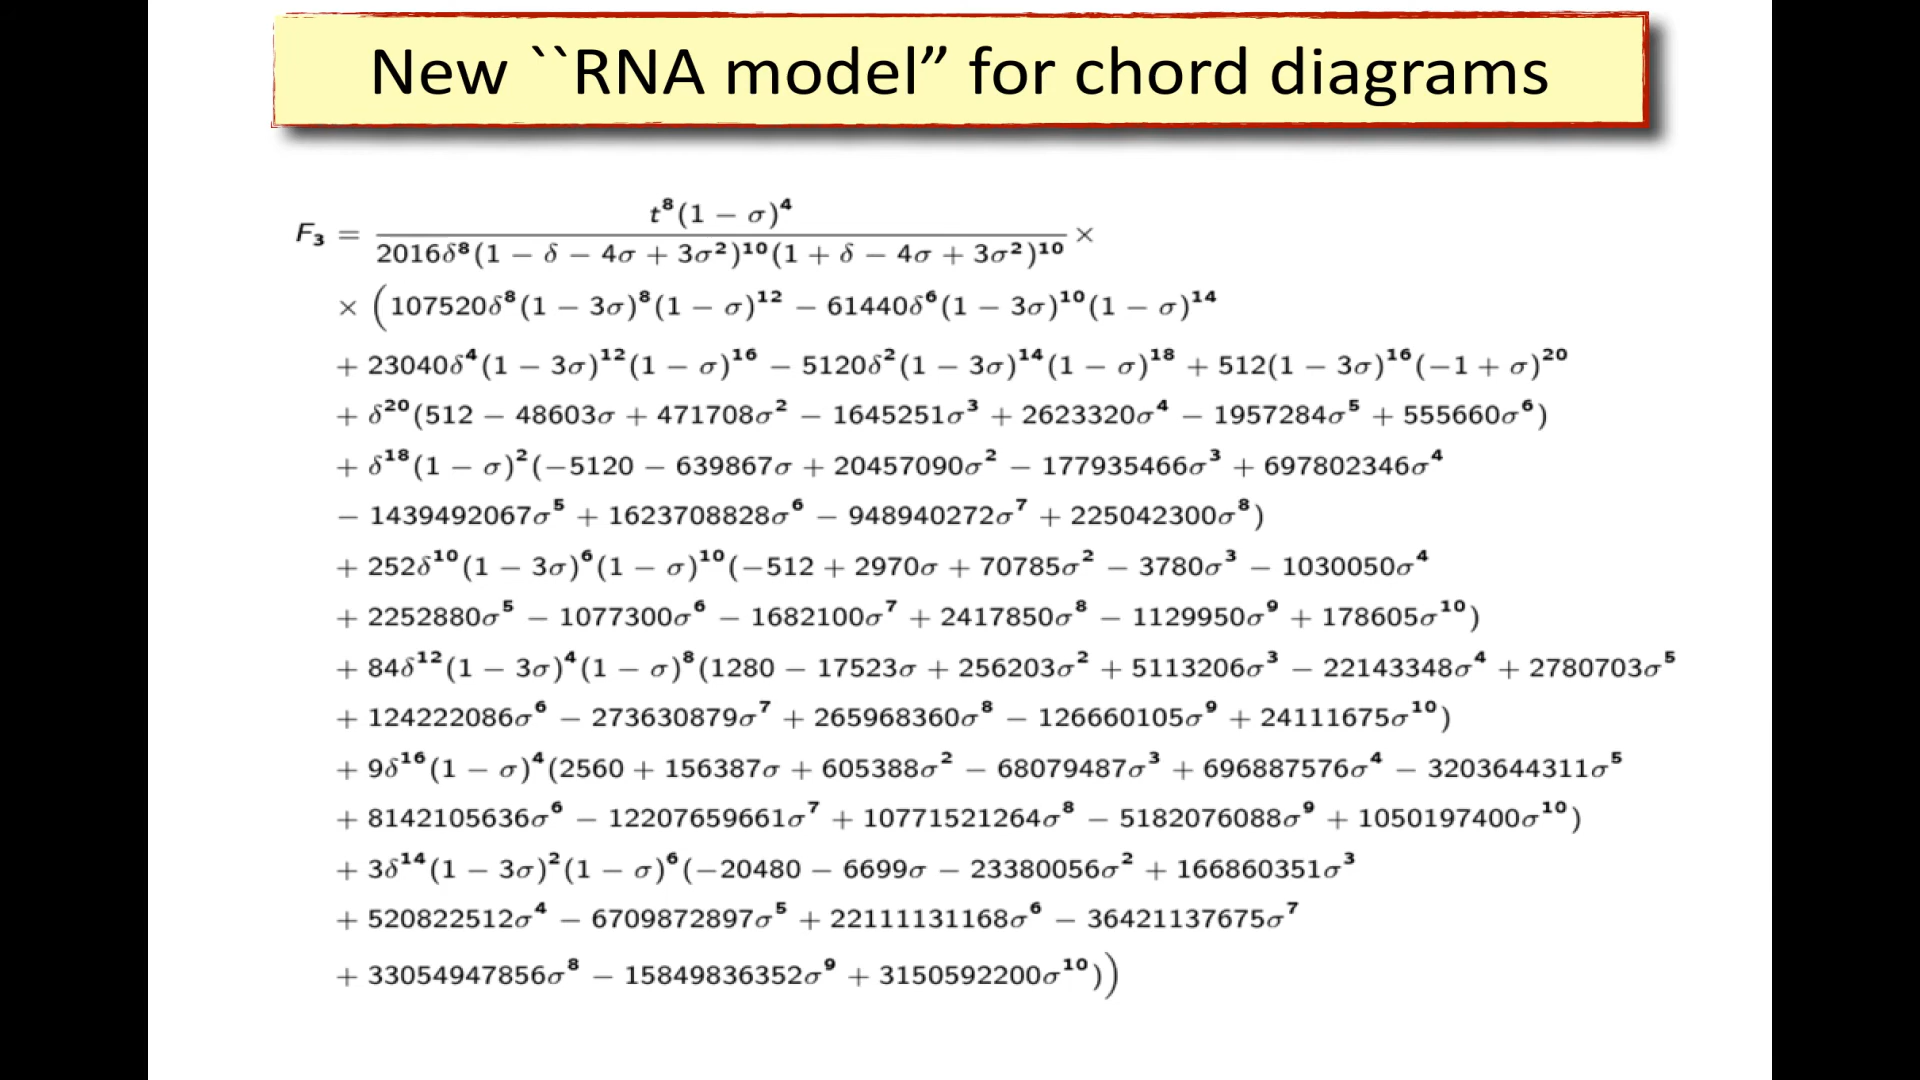 New ``RNA model” for chord diagrams
F₃ = t⁸(1 − σ)⁴ / 2016δ⁸(1 − δ − 4σ + 3σ²)¹⁰(1 + δ − 4σ + 3σ²)¹⁰ ×
× (107520δ⁸(1 − 3σ)⁸(1 − σ)¹² − 61440δ⁶(1 − 3σ)¹⁰(1 − σ)¹⁴
+ 23040δ⁴(1 − 3σ)¹²(1 − σ)¹⁶ − 5120δ²(1 − 3σ)¹⁴(1 − σ)¹⁸ + 512(1 − 3σ)¹⁶(−1 + σ)²⁰
+ δ²⁰(512 − 48603σ + 471708σ² − 1645251σ³ + 2623320σ⁴ − 1957284σ⁵ + 555660σ⁶)
+ δ¹⁸(1 − σ)²(−5120 − 639867σ + 20457090σ² − 177935466σ³ + 697802346σ⁴
− 1439492067σ⁵ + 1623708828σ⁶ − 948940272σ⁷ + 225042300σ⁸)
+ 252δ¹⁰(1 − 3σ)⁶(1 − σ)¹⁰(−512 + 2970σ + 70785σ² − 3780σ³ − 1030050σ⁴
+ 2252880σ⁵ − 1077300σ⁶ − 1682100σ⁷ + 2417850σ⁸ − 1129950σ⁹ + 178605σ¹⁰)
+ 84δ¹²(1 − 3σ)⁴(1 − σ)⁸(1280 − 17523σ + 256203σ² + 5113206σ³ − 22143348σ⁴ + 2780703σ⁵
+ 124222086σ⁶ − 273630879σ⁷ + 265968360σ⁸ − 126660105σ⁹ + 24111675σ¹⁰)
+ 9δ¹⁶(1 − σ)⁴(2560 + 156387σ + 605388σ² − 68079487σ³ + 696887576σ⁴ − 3203644311σ⁵
+ 8142105636σ⁶ − 12207659661σ⁷ + 10771521264σ⁸ − 5182076088σ⁹ + 1050197400σ¹⁰)
+ 3δ¹⁴(1 − 3σ)²(1 − σ)⁶(−20480 − 6699σ − 23380056σ² + 166860351σ³
+ 520822512σ⁴ − 6709872897σ⁵ + 22111131168σ⁶ − 36421137675σ⁷
+ 33054947856σ⁸ − 15849836352σ⁹ + 3150592200σ¹⁰))